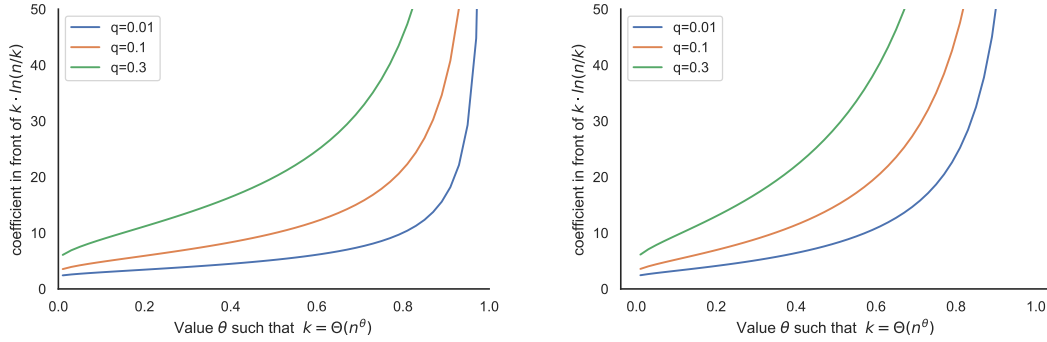 50
40
30
20
10
0
coefficient in front of k · ln(n/k)
q=0.01
q=0.1
q=0.3
0.0 0.2 0.4 0.6 0.8 1.0
Value θ such that k = Θ(n^θ)
50
40
30
20
10
0
coefficient in front of k · ln(n/k)
q=0.01
q=0.1
q=0.3
0.0 0.2 0.4 0.6 0.8 1.0
Value θ such that k = Θ(n^θ)